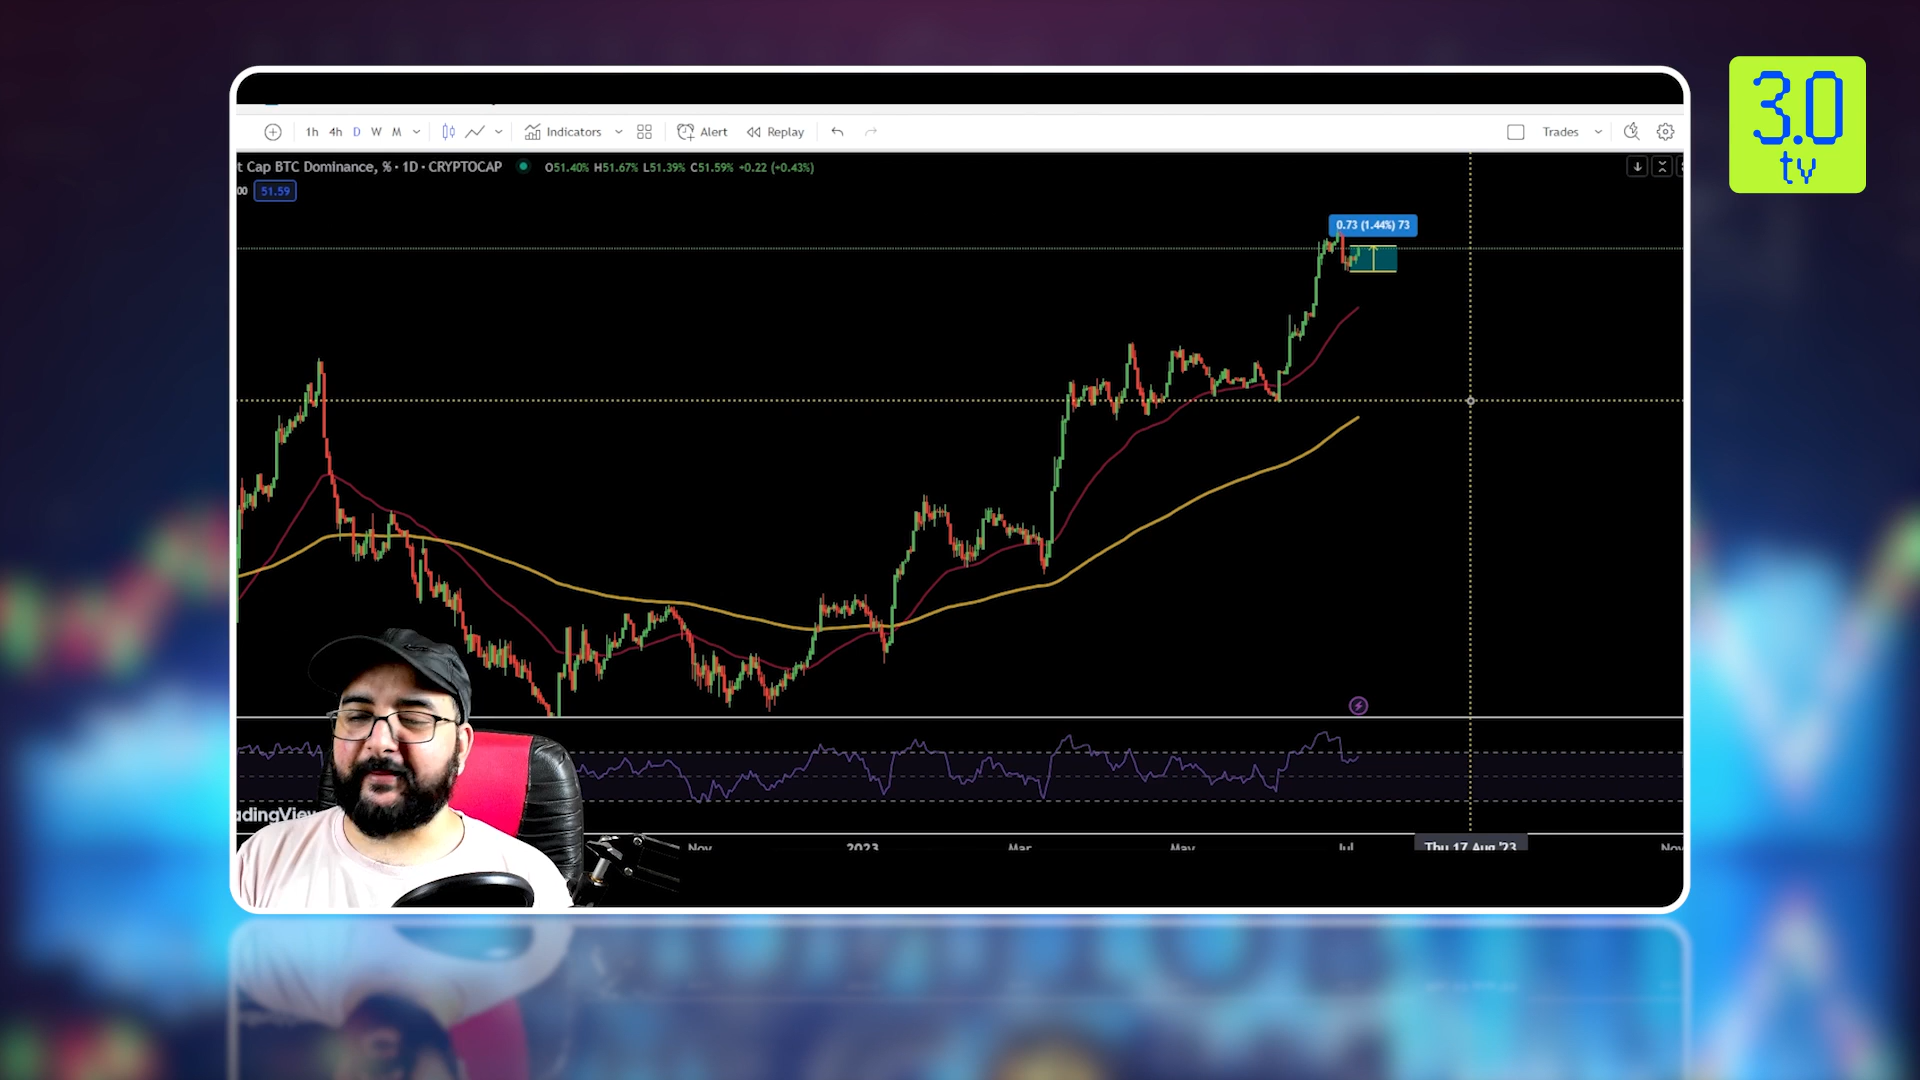 3.0
tv
1h 4h D W M Indicators Alert Replay Trades
t Cap BTC Dominance, % · 1D · CRYPTOCAP O51.40% H51.67% L51.39% C51.59% +0.22 (+0.43%)
00 51.59
0.73 (1.44%) 73
adingView
Nov 2023 Mar May Jul Thu 17 Aug '23 Nov